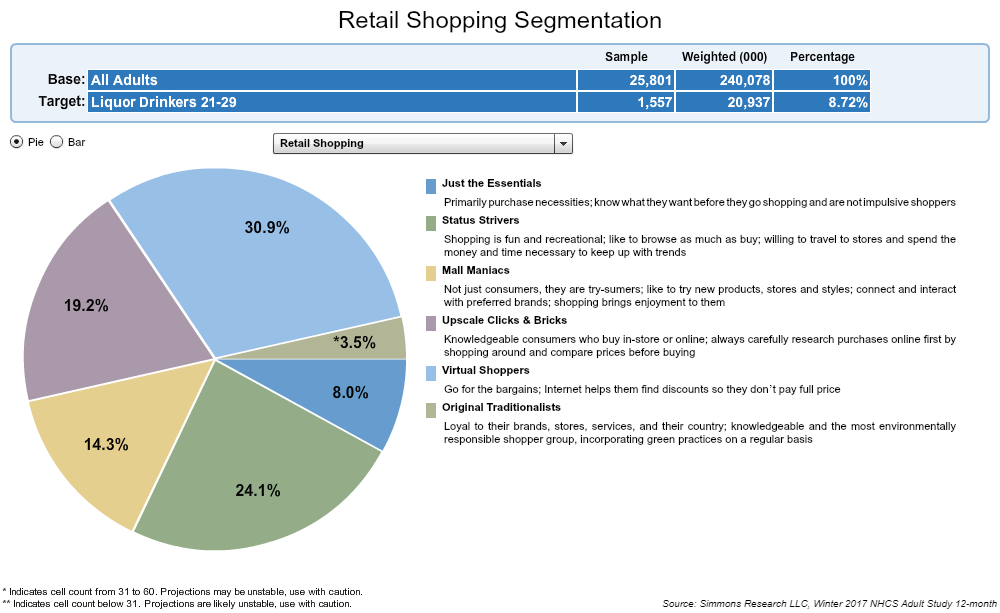 Retail Shopping Segmentation
Sample Weighted (000) Percentage
Base: All Adults 25,801 240,078 100%
Target: Liquor Drinkers 21-29 1,557 20,937 8.72%
Pie Bar Retail Shopping
Just the Essentials
Primarily purchase necessities; know what they want before they go shopping and are not impulsive shoppers
Status Strivers
Shopping is fun and recreational; like to browse as much as buy; willing to travel to stores and spend the
money and time necessary to keep up with trends
Mall Maniacs
Not just consumers, they are try-sumers; like to try new products, stores and styles; connect and interact
with preferred brands; shopping brings enjoyment to them
Upscale Clicks & Bricks
Knowledgeable consumers who buy in-store or online; always carefully research purchases online first by
shopping around and compare prices before buying
Virtual Shoppers
Go for the bargains; Internet helps them find discounts so they don't pay full price
Original Traditionalists
Loyal to their brands, stores, services, and their country; knowledgeable and the most environmentally
responsible shopper group, incorporating green practices on a regular basis
30.9%
19.2%
*3.5%
8.0%
14.3%
24.1%
* Indicates cell count from 31 to 60. Projections may be unstable, use with caution.
** Indicates cell count below 31. Projections are likely unstable, use with caution.
Source: Simmons Research LLC, Winter 2017 NHCS Adult Study 12-month